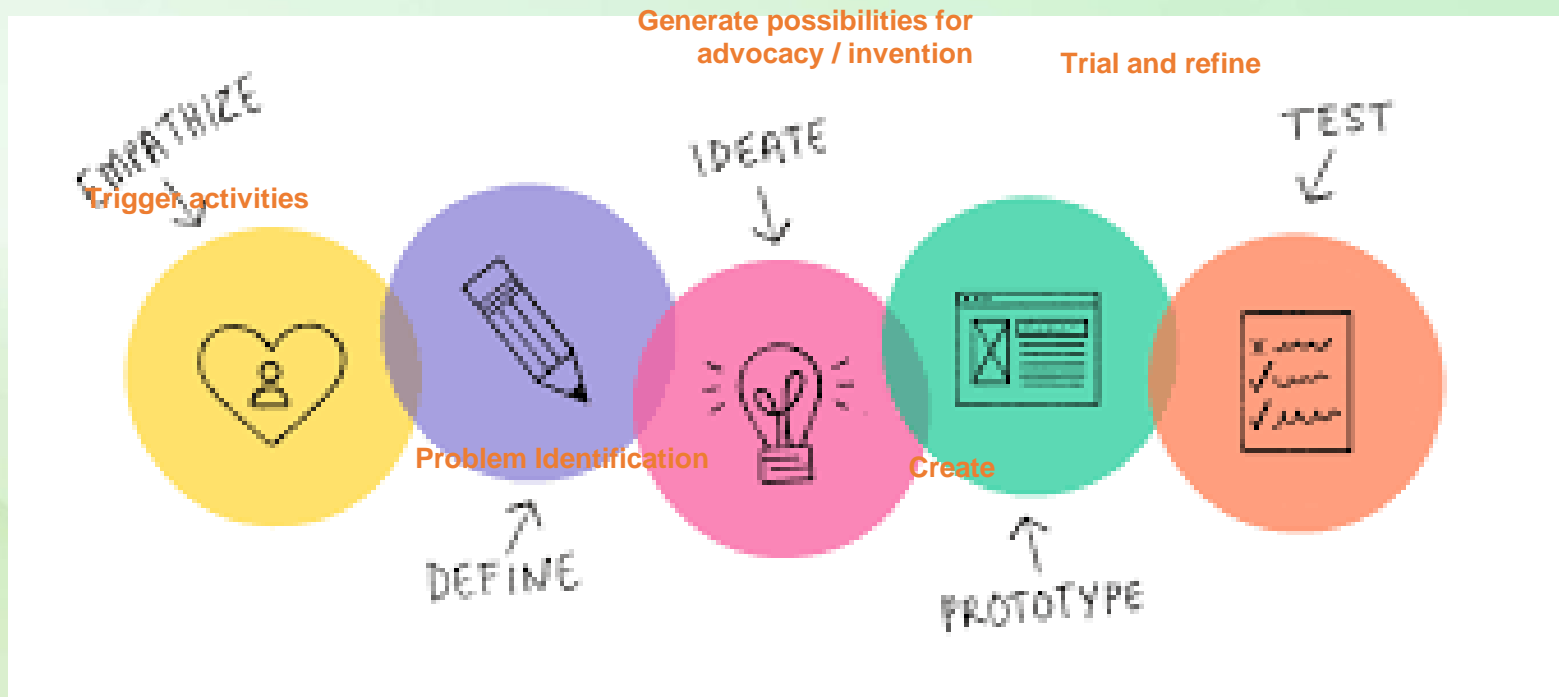 Generate possibilities for
advocacy / invention
Trial and refine
EMPATHIZE
Trigger activities
IDEATE
TEST
Problem Identification
Create
DEFINE
PROTOTYPE